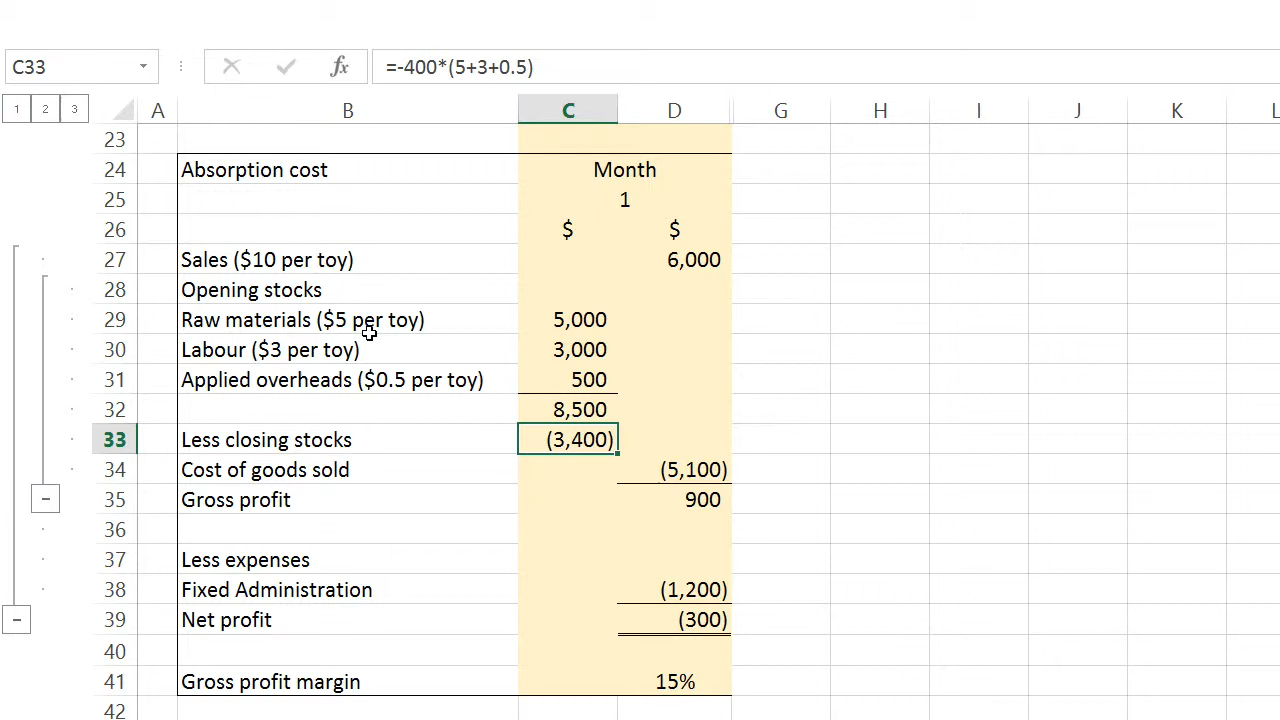 C33 fx =-400*(5+3+0.5)
1 2 3 A B C D G H I J K L
23
24 Absorption cost Month
25 1
26 $ $
27 Sales ($10 per toy) 6,000
28 Opening stocks
29 Raw materials ($5 per toy) 5,000
30 Labour ($3 per toy) 3,000
31 Applied overheads ($0.5 per toy) 500
32 8,500
33 Less closing stocks (3,400)
34 Cost of goods sold (5,100)
35 Gross profit 900
36
37 Less expenses
38 Fixed Administration (1,200)
39 Net profit (300)
40
41 Gross profit margin 15%
42